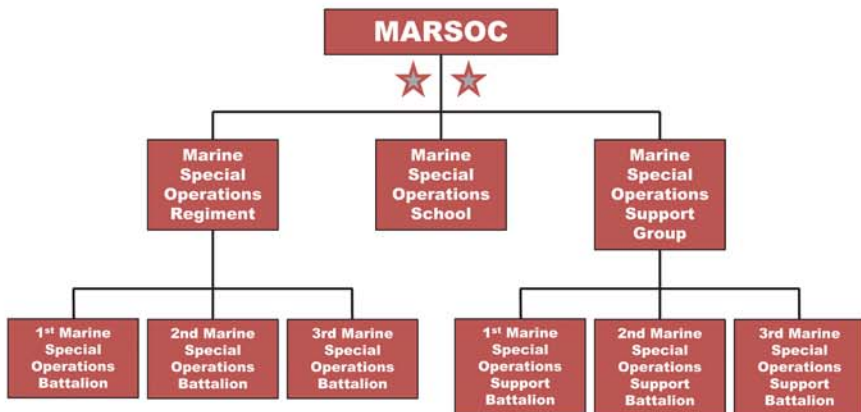 MARSOC
Marine
Special
Operations
Regiment
Marine
Special
Operations
School
Marine
Special
Operations
Support
Group
1st Marine
Special
Operations
Battalion
2nd Marine
Special
Operations
Battalion
3rd Marine
Special
Operations
Battalion
1st Marine
Special
Operations
Support
Battalion
2nd Marine
Special
Operations
Support
Battalion
3rd Marine
Special
Operations
Support
Battalion